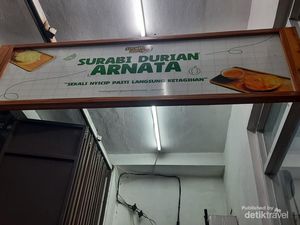 SURABI DURIAN
ARNATA
"SEKALI NYICIP PASTI LANGSUNG KETAGIHAN"
Published by
detiktravel